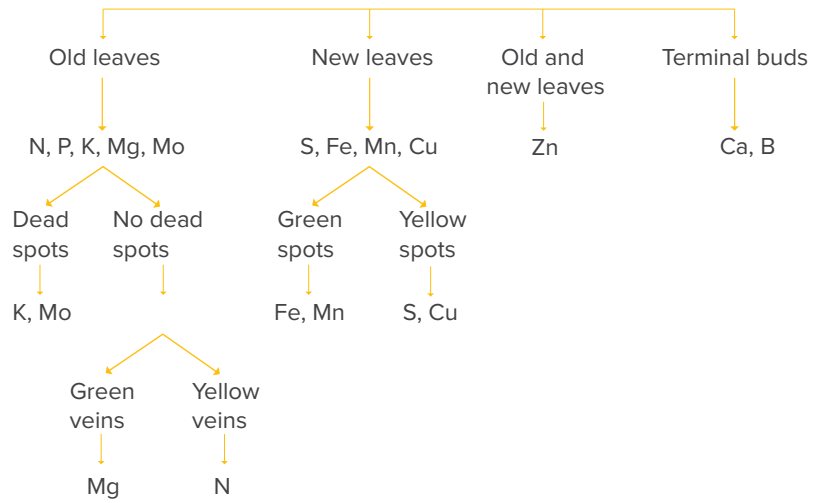 Old leaves
New leaves
Old and
new leaves
Terminal buds
N, P, K, Mg, Mo
S, Fe, Mn, Cu
Zn
Ca, B
Dead
spots
No dead
spots
Green
spots
Yellow
spots
K, Mo
Fe, Mn
S, Cu
Green
veins
Yellow
veins
Mg
N